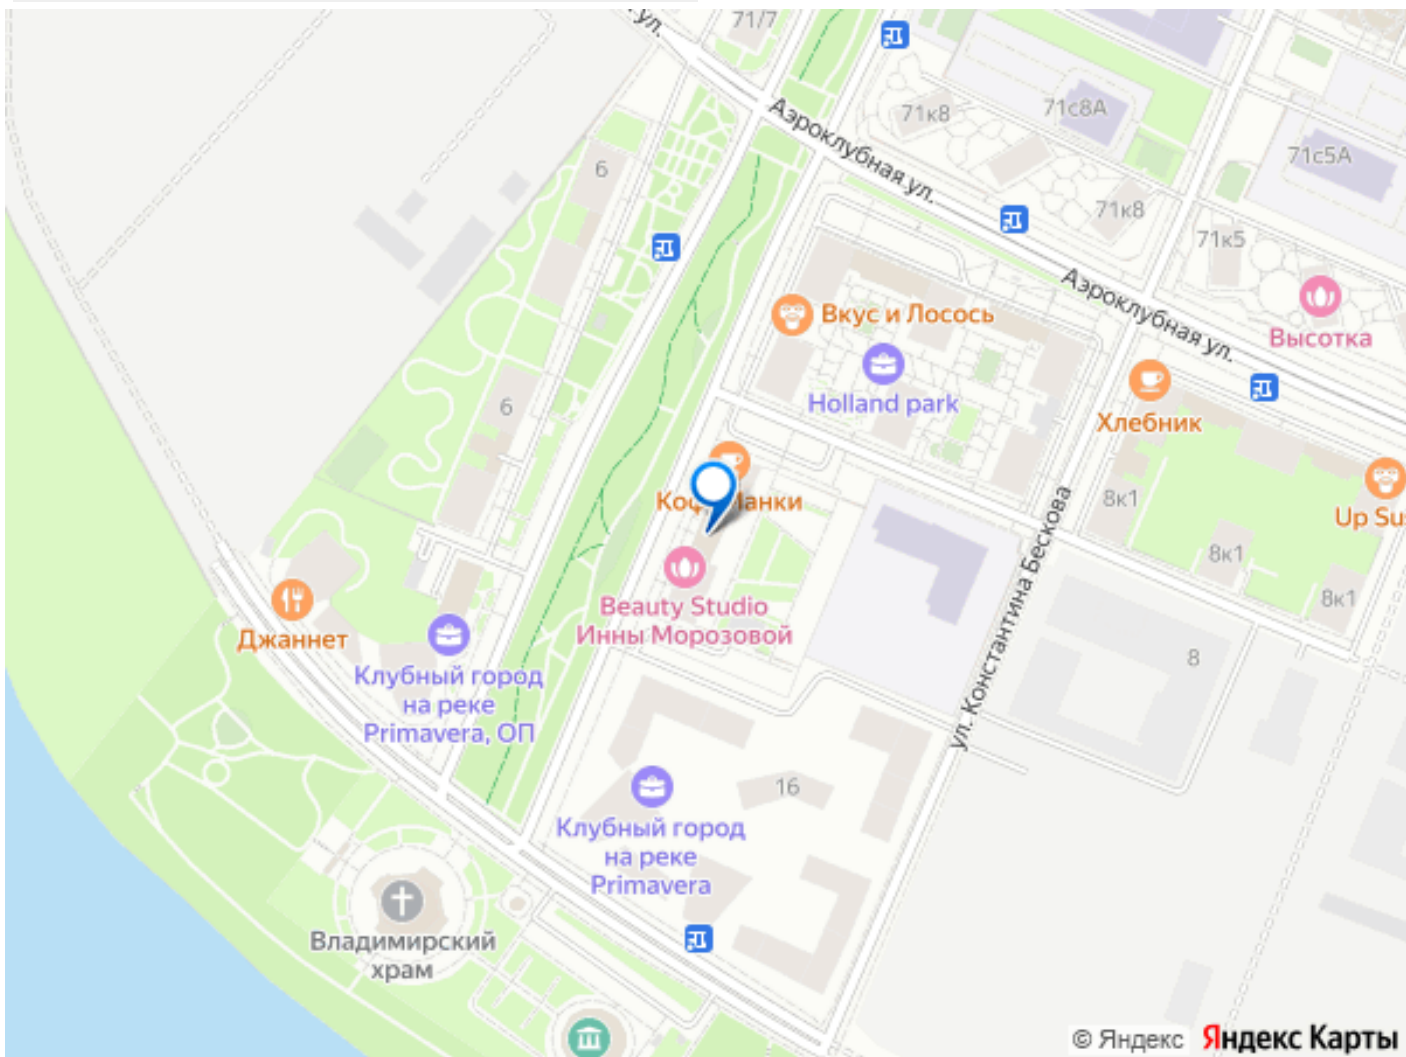 ул.
71/7
Аэроклубная ул.
71к8
71с8А
71с5А
6
71к8
71к5
Вкус и Лосось
Аэроклубная ул.
Высотка
Holland park
Хлебник
6
8к1
Up Sus
8к1
8к1
ул. Константина Бескова
Beauty Studio
Инны Морозовой
Джаннет
8
Клубный город
на реке
Primavera, ОП
16
Клубный город
на реке
Primavera
Владимирский
храм
© Яндекс Яндекс Карты